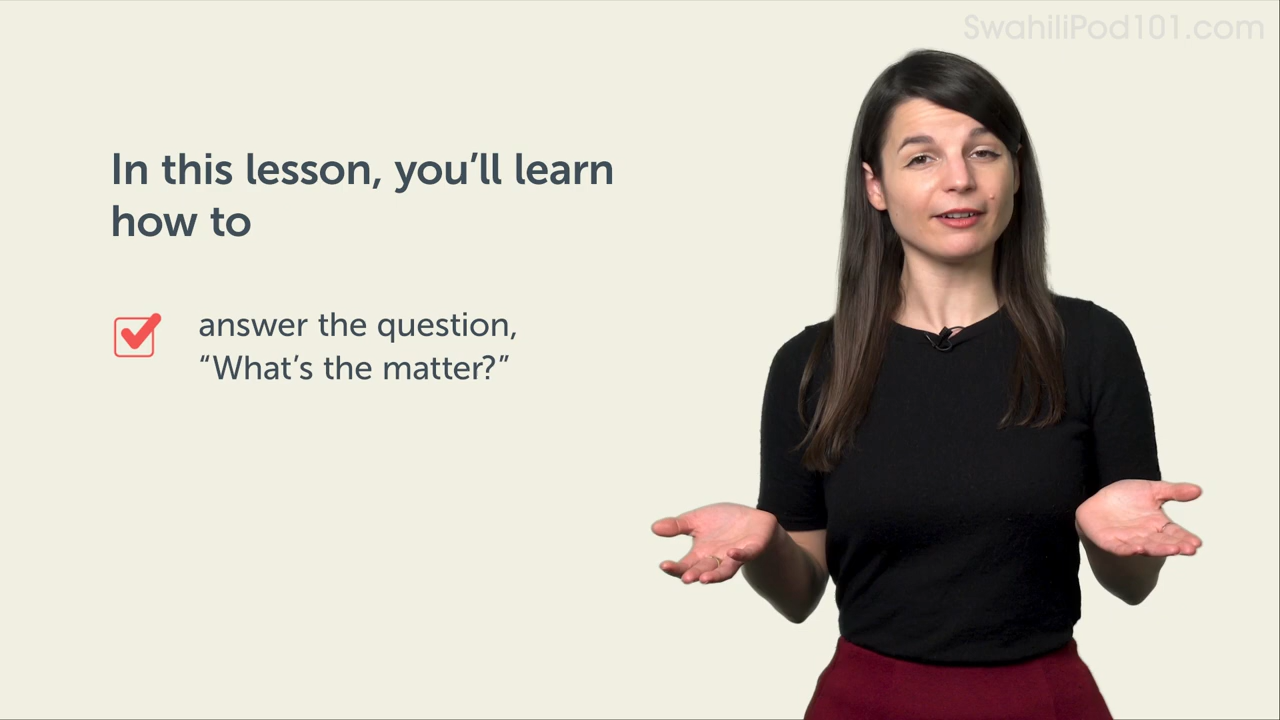 SwahiliPod101.com
In this lesson, you’ll learn
how to
answer the question,
“What’s the matter?”